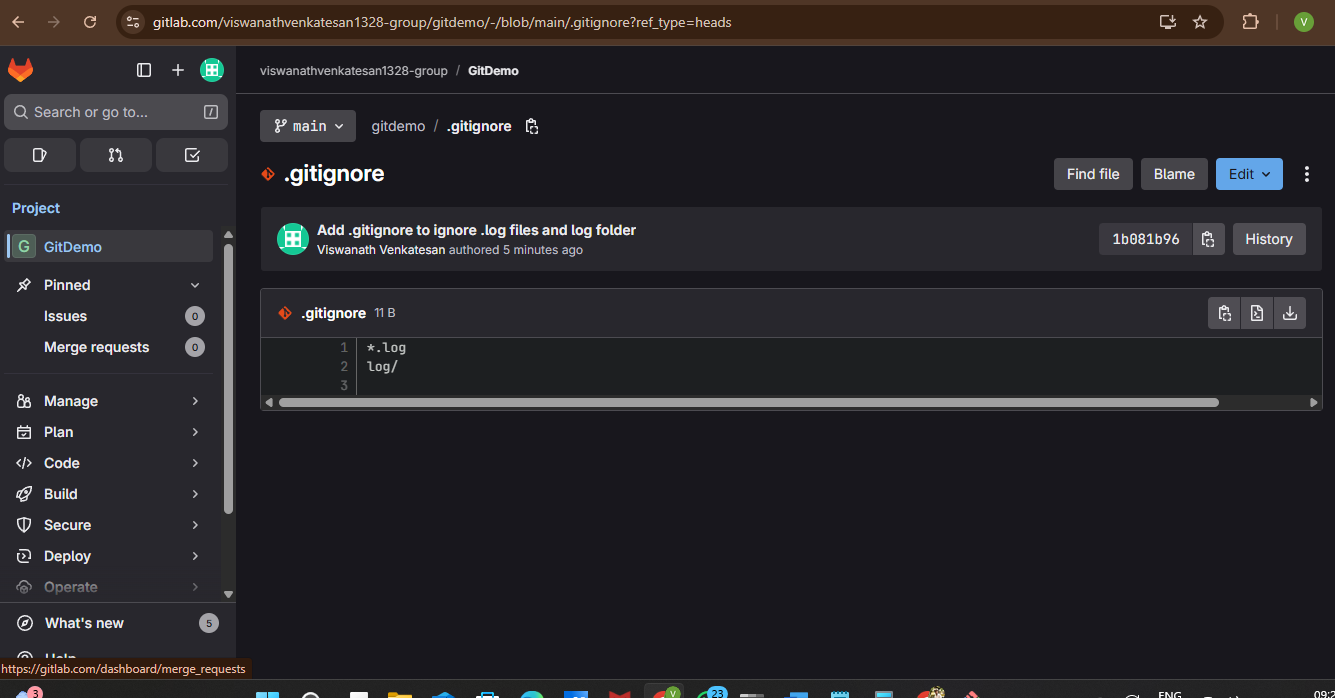 gitlab.com/viswanathvenkatesan1328-group/gitdemo/-/blob/main/.gitignore?ref_type=heads
V
viswanathvenkatesan1328-group / GitDemo
Search or go to... /
main
gitdemo / .gitignore
.gitignore
Find file
Blame
Edit
Project
G GitDemo
Pinned
Issues 0
Merge requests 0
Manage
Plan
Code
Build
Secure
Deploy
Operate
What's new 5
Help
Add .gitignore to ignore .log files and log folder
Viswanath Venkatesan authored 5 minutes ago
1b081b96
History
.gitignore 11 B
1 *.log
2 log/
3
https://gitlab.com/dashboard/merge_requests
3
V
23
ENG